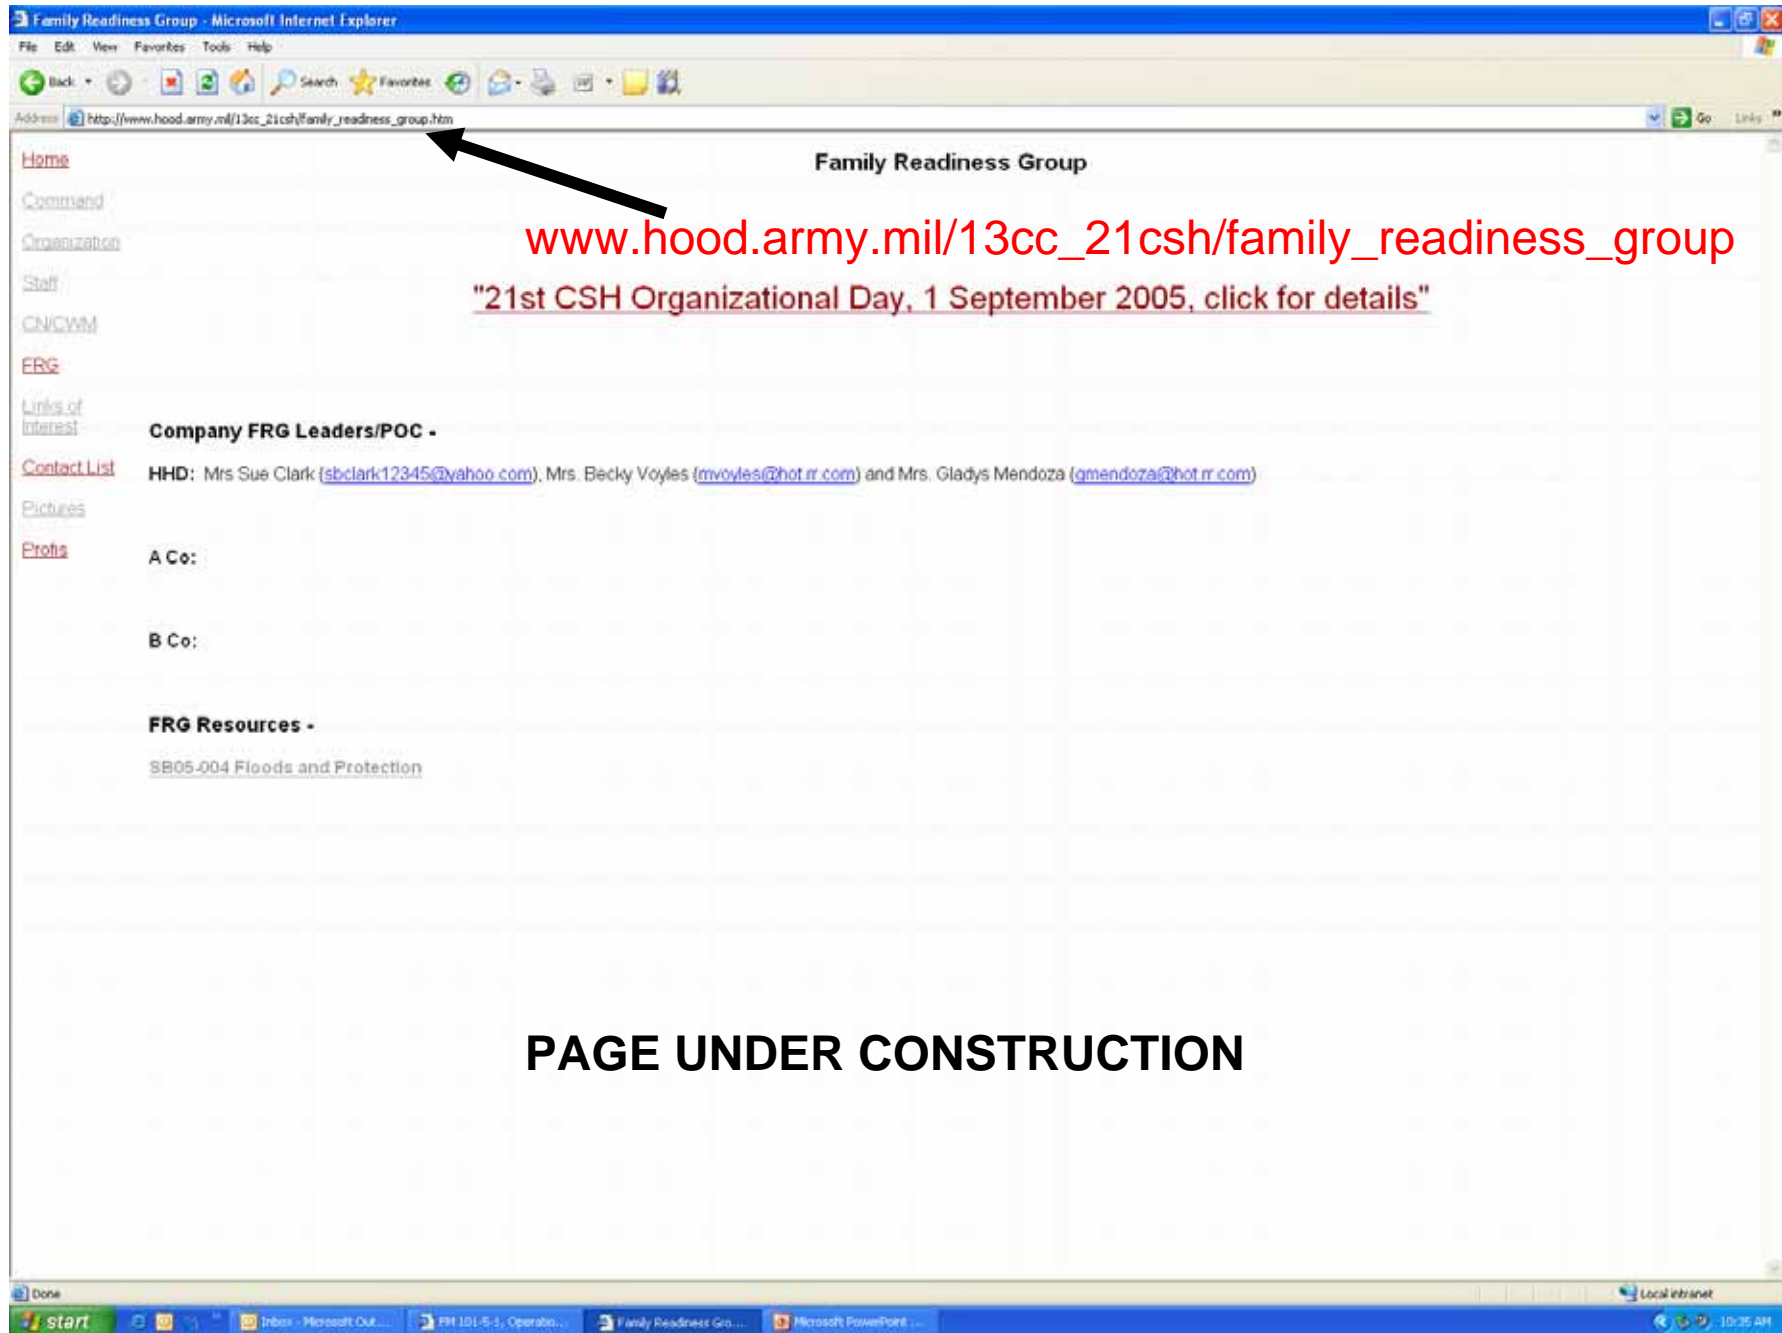 Family Readiness Group - Microsoft Internet Explorer
File Edit View Favorites Tools Help
Back Search Favorites
Address http://www.hood.army.mil/13cc_21csh/family_readiness_group.htm Go Links
Home
Family Readiness Group
Command
Organization
www.hood.army.mil/13cc_21csh/family_readiness_group
Staff
"21st CSH Organizational Day, 1 September 2005, click for details"
CN/CWM
FRG
Links of
Interest
Company FRG Leaders/POC -
Contact List
HHD: Mrs Sue Clark (sbclark12345@yahoo.com), Mrs. Becky Voyles (mvoyles@hot.rr.com) and Mrs. Gladys Mendoza (gmendoza@hot.rr.com)
Pictures
Profis
A Co:
B Co:
FRG Resources -
SB05-004 Floods and Protection
PAGE UNDER CONSTRUCTION
Done Local intranet
start Inbox - Microsoft Out... FM 101-5-1, Operatio... Family Readiness Gro... Microsoft PowerPoint ... 10:35 AM